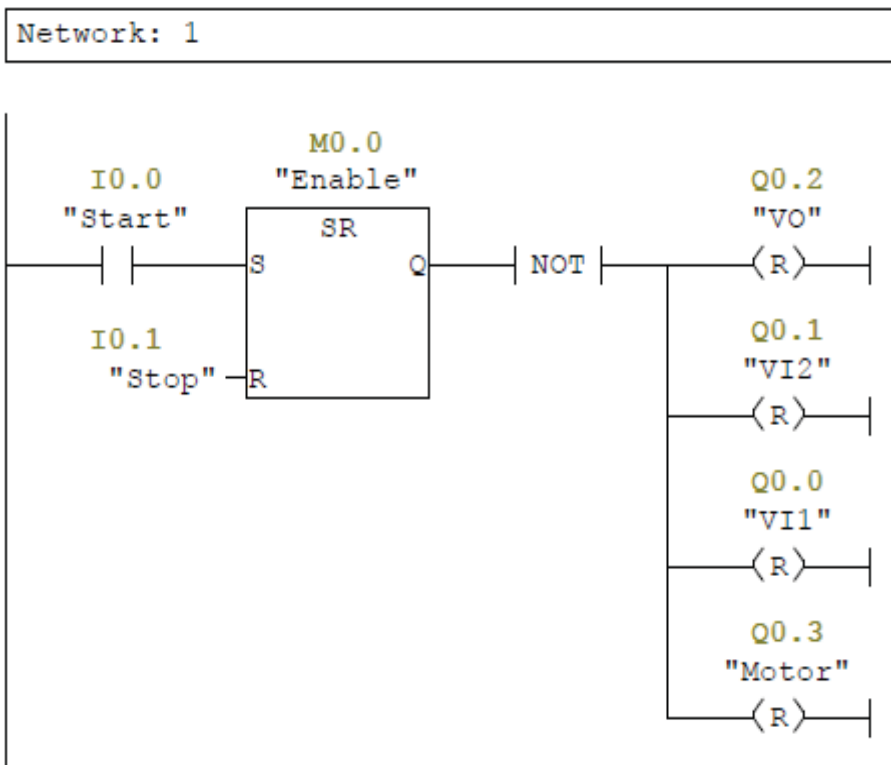 Network: 1
M0.0
"Enable"
I0.0
"Start"
SR
S
Q
NOT
I0.1
"Stop"
R
Q0.2
"VO"
(R)
Q0.1
"VI2"
(R)
Q0.0
"VI1"
(R)
Q0.3
"Motor"
(R)